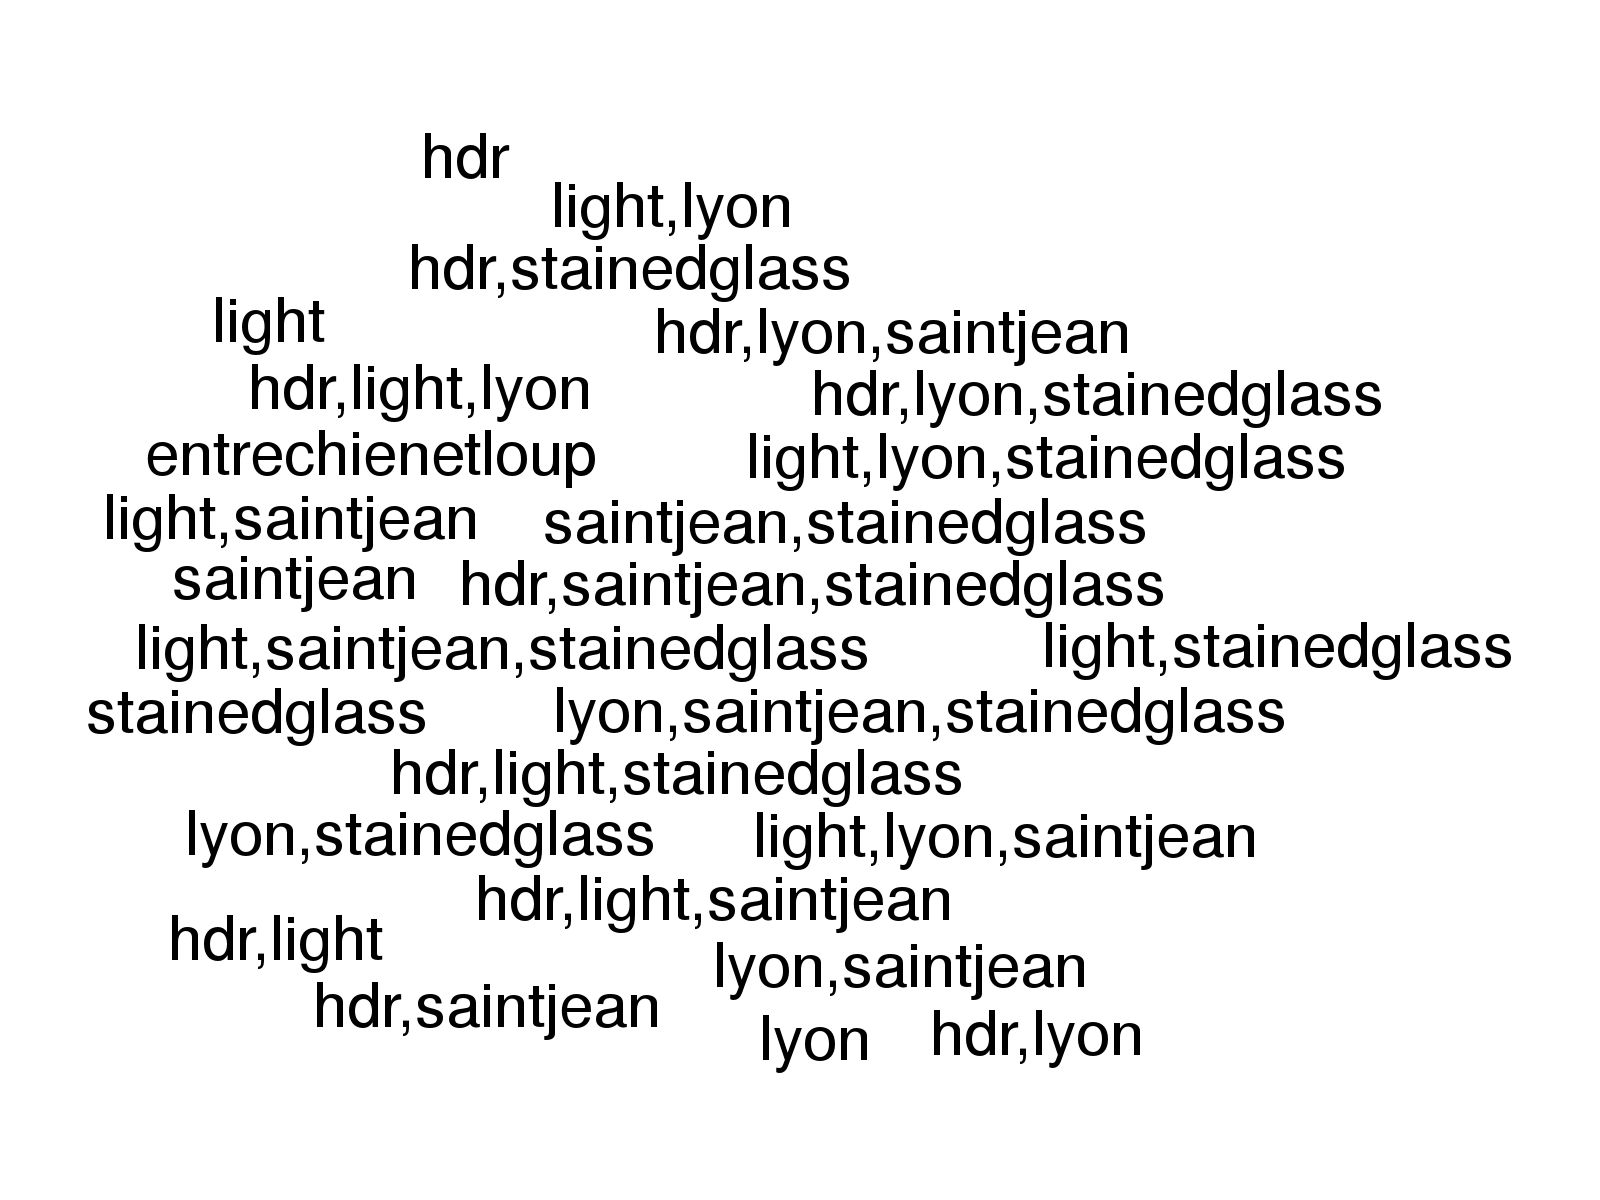 hdr
light,lyon
hdr,stainedglass
light
hdr,lyon,saintjean
hdr,light,lyon
hdr,lyon,stainedglass
entrechienetloup
light,lyon,stainedglass
light,saintjean
saintjean,stainedglass
saintjean
hdr,saintjean,stainedglass
light,saintjean,stainedglass
light,stainedglass
stainedglass
lyon,saintjean,stainedglass
hdr,light,stainedglass
lyon,stainedglass
light,lyon,saintjean
hdr,light,saintjean
hdr,light
lyon,saintjean
hdr,saintjean
lyon
hdr,lyon